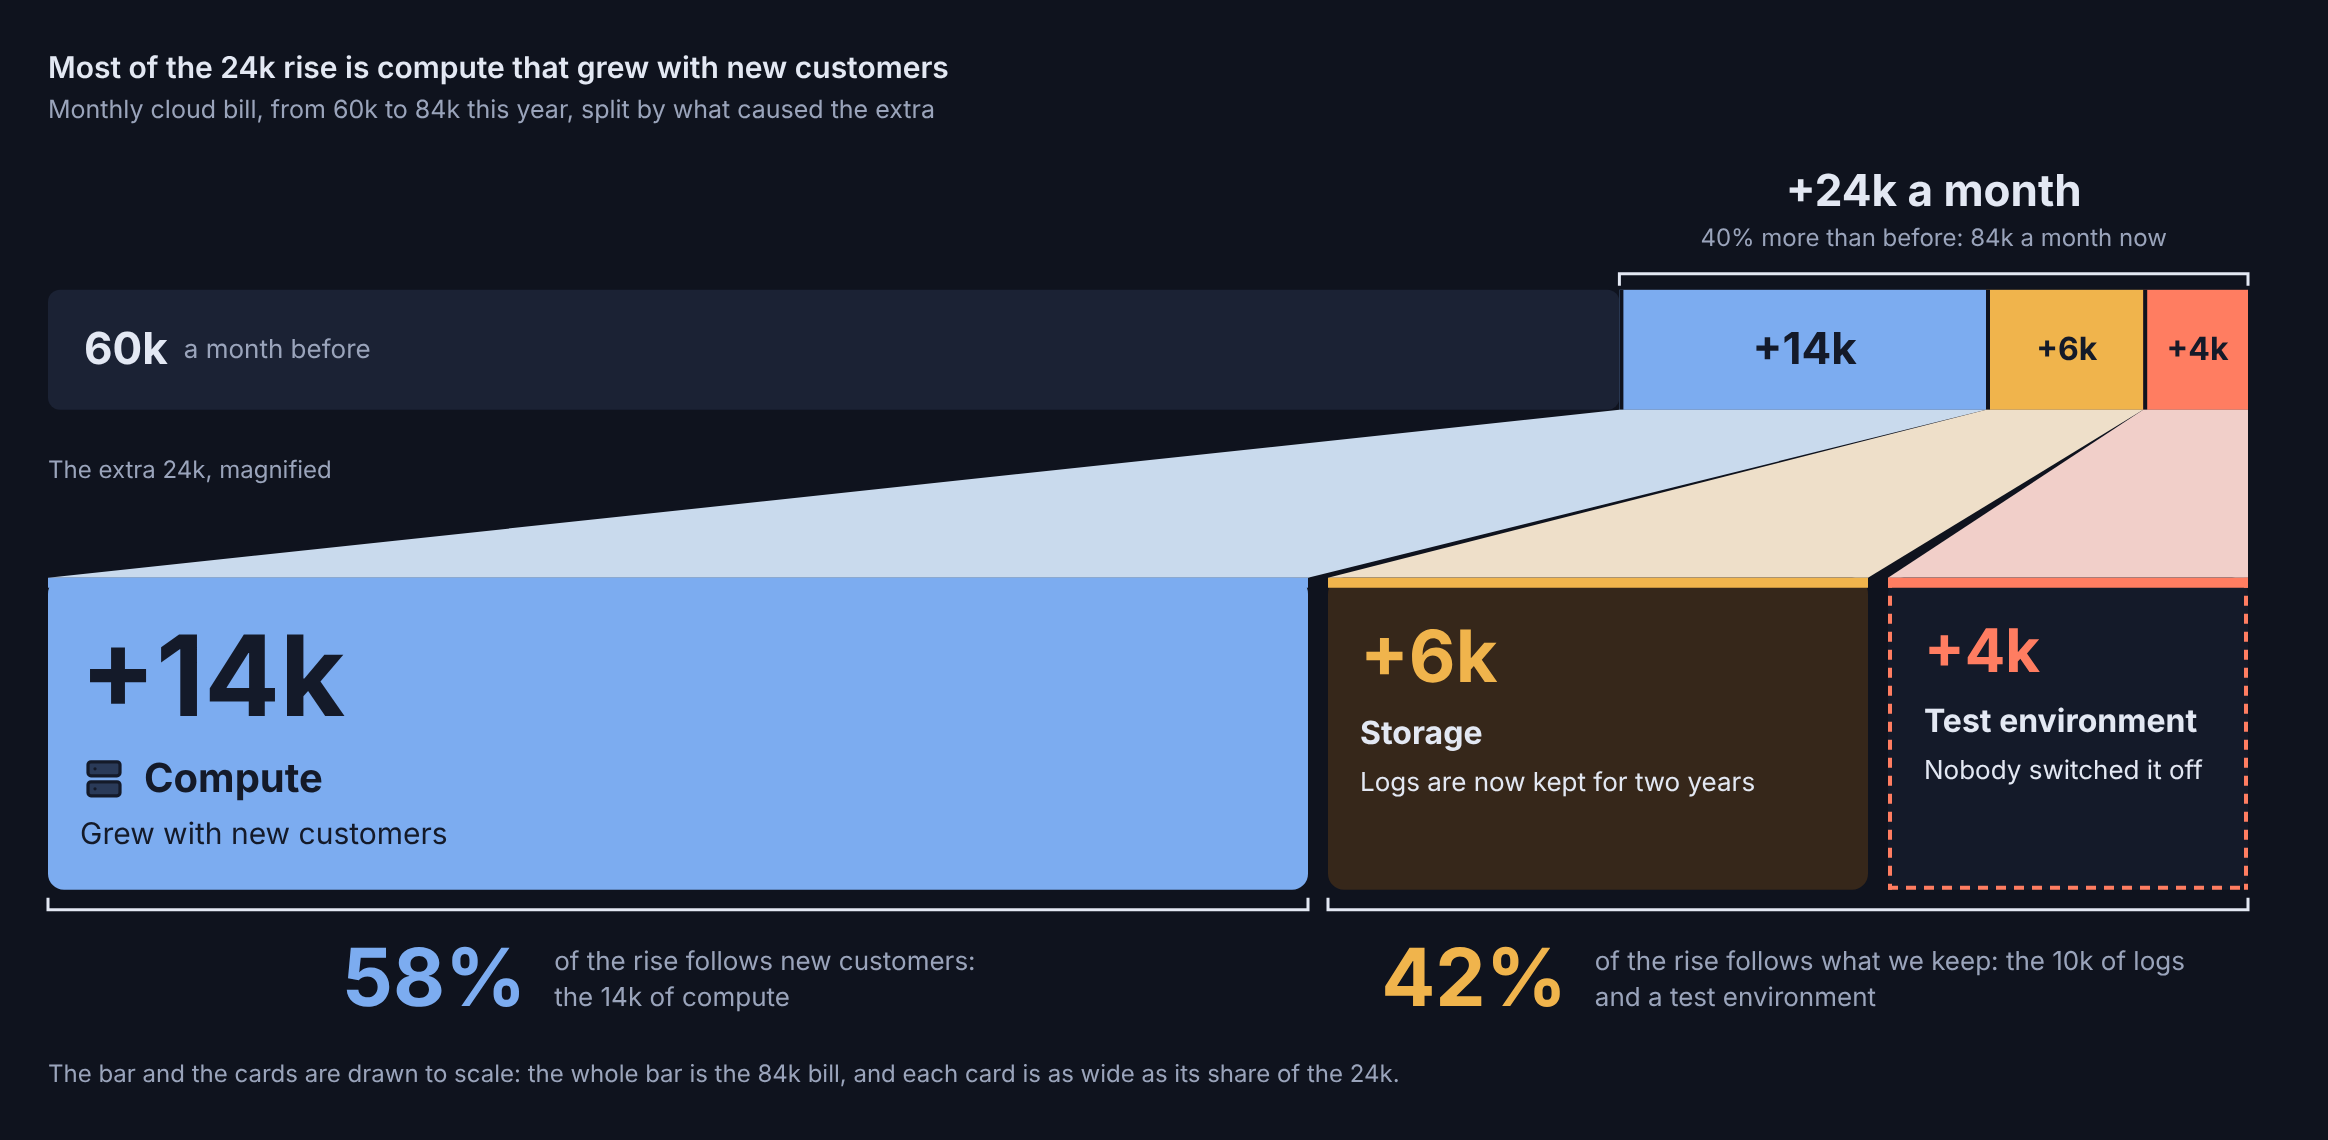 Most of the 24k rise is compute that grew with new customers
Monthly cloud bill, from 60k to 84k this year, split by what caused the extra
+24k a month
40% more than before: 84k a month now
60k a month before
+14k
+6k
+4k
The extra 24k, magnified
+14k
Compute
Grew with new customers
+6k
Storage
Logs are now kept for two years
+4k
Test environment
Nobody switched it off
58%
of the rise follows new customers:
the 14k of compute
42%
of the rise follows what we keep: the 10k of logs
and a test environment
The bar and the cards are drawn to scale: the whole bar is the 84k bill, and each card is as wide as its share of the 24k.